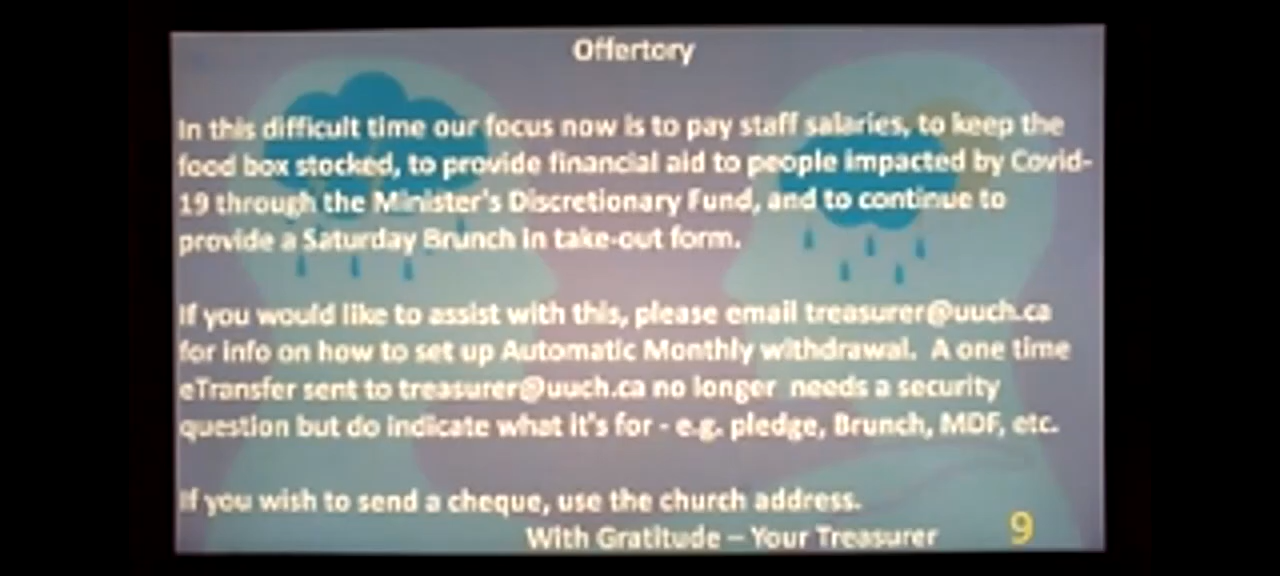 Offertory
In this difficult time our focus now is to pay staff salaries, to keep the
food box stocked, to provide financial aid to people impacted by Covid-
19 through the Minister's Discretionary Fund, and to continue to
provide a Saturday Brunch in take-out form.
If you would like to assist with this, please email treasurer@uuch.ca
for info on how to set up Automatic Monthly withdrawal. A one time
eTransfer sent to treasurer@uuch.ca no longer needs a security
question but do indicate what it's for - e.g. pledge, Brunch, MDF, etc.
If you wish to send a cheque, use the church address.
With Gratitude – Your Treasurer
9